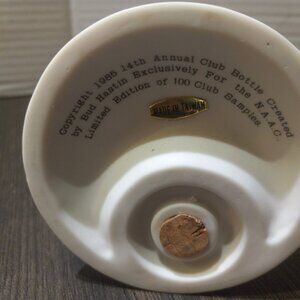 Copyright 1985 14th Annual Club Bottle Created
by Bud Hastin Exclusively For the N.A.A.C.
Limited Edition of 100 Club Samples
MADE IN TAIWAN